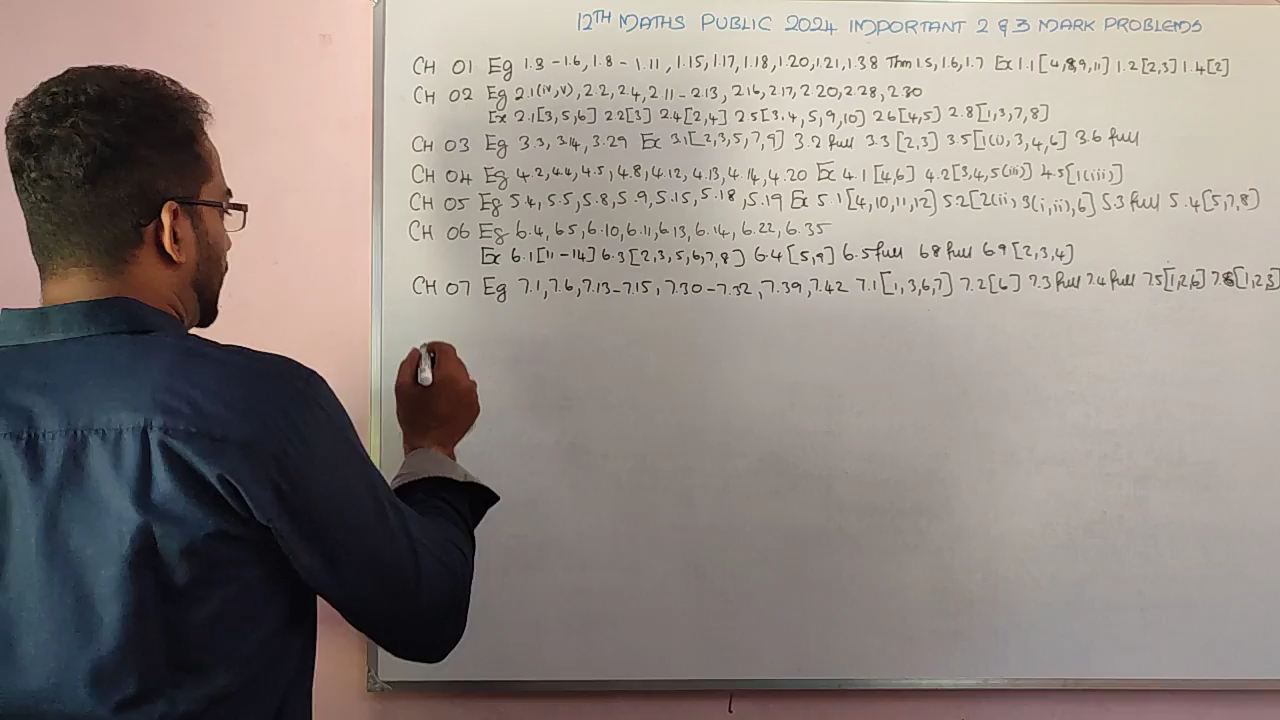 12TH MATHS PUBLIC 2024 IMPORTANT 2 & 3 MARK PROBLEMS
CH 01 Eg 1.3 - 1.6, 1.8 - 1.11, 1.15, 1.17, 1.18, 1.20, 1.21, 1.38 Thm 1.5, 1.6, 1.7 Ex 1.1 [4,8,9,11] 1.2 [2,3] 1.4 [2]
CH 02 Eg 2.1(iv,v), 2.2, 2.4, 2.11 - 2.13, 2.16, 2.17, 2.20, 2.28, 2.30
Ex 2.1 [3,5,6] 2.2 [3] 2.4 [2,4] 2.5 [3,4,5,9,10] 2.6 [4,5] 2.8 [1,3,7,8]
CH 03 Eg 3.3, 3.14, 3.29 Ex 3.1 [2,3,5,7,9] 3.2 full 3.3 [2,3] 3.5 [1(i), 3,4,6] 3.6 full
CH 04 Eg 4.2, 4.4, 4.5, 4.8, 4.12, 4.13, 4.14, 4.20 Ex 4.1 [4,6] 4.2 [3,4,5(iii)] 4.5 [1(iii)]
CH 05 Eg 5.4, 5.5, 5.8, 5.9, 5.15, 5.18, 5.19 Ex 5.1 [4,10,11,12] 5.2 [2(ii), 3(i,ii), 6] 5.3 full 5.4 [5,7,8]
CH 06 Eg 6.4, 6.5, 6.10, 6.11, 6.13, 6.14, 6.22, 6.35
Ex 6.1 [11-14] 6.3 [2,3,5,6,7,8] 6.4 [5,9] 6.5 full 6.8 full 6.9 [2,3,4]
CH 07 Eg 7.1, 7.6, 7.13 - 7.15, 7.30 - 7.32, 7.39, 7.42 7.1 [1,3,6,7] 7.2 [6] 7.3 full 7.4 full 7.5 [1,2,6] [1,2,3]